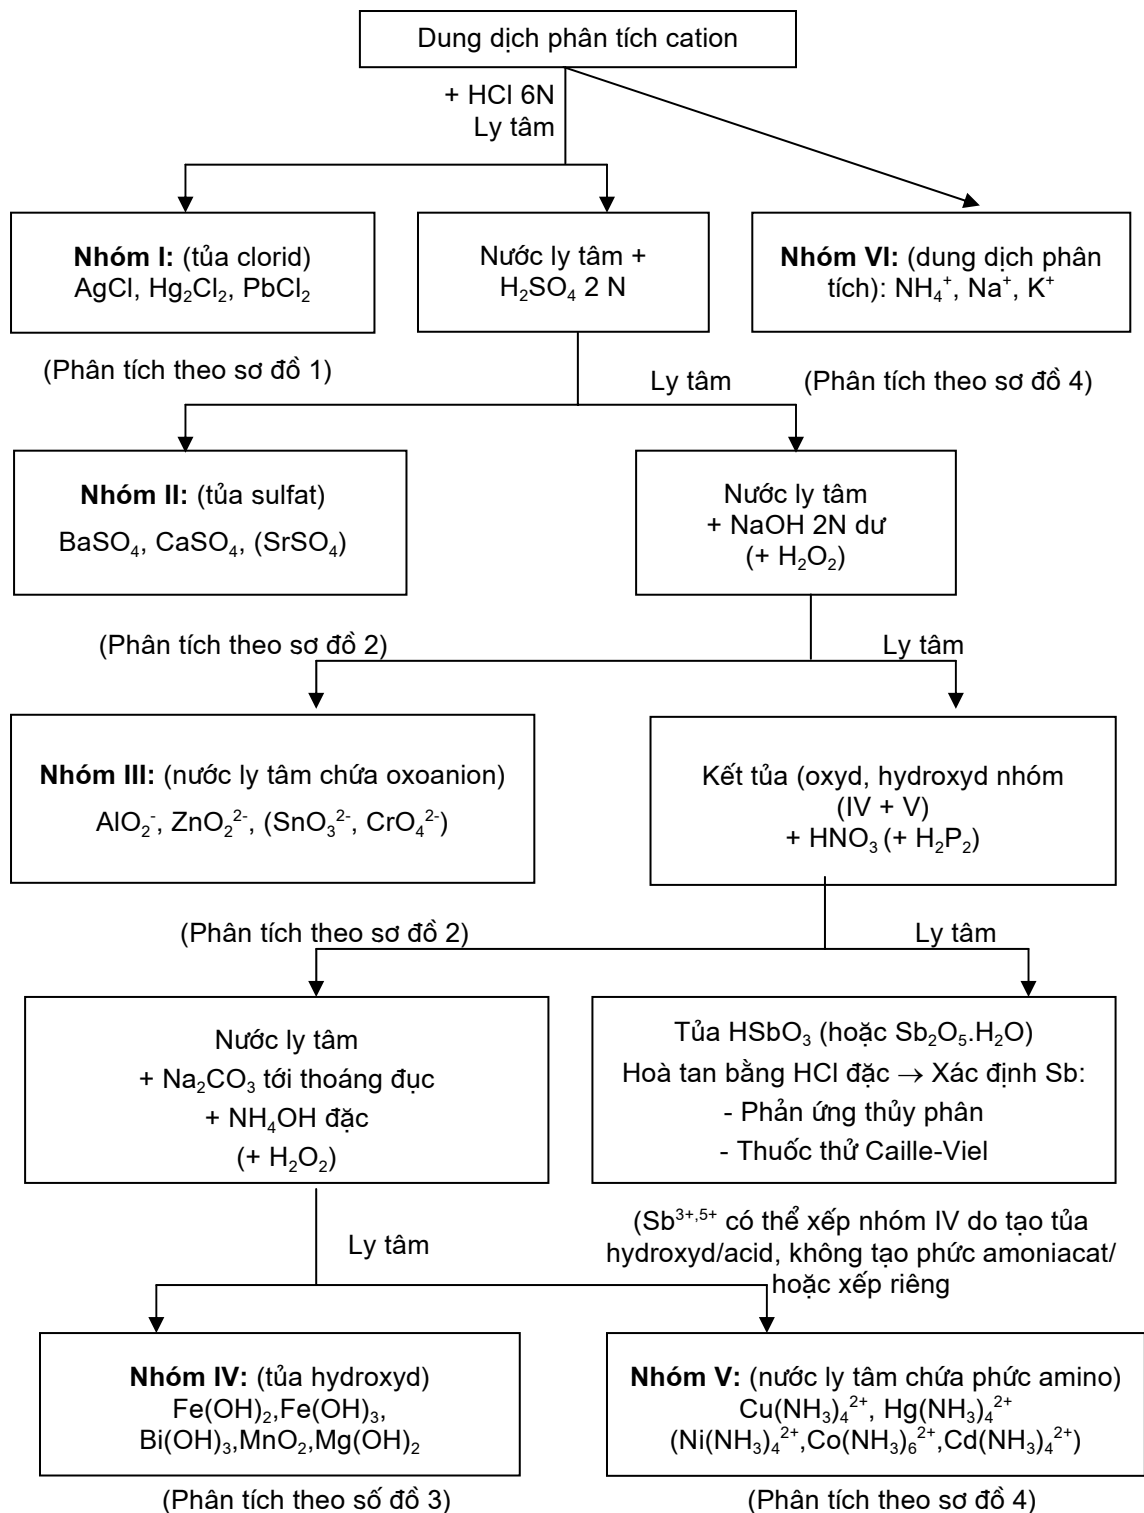 Dung dịch phân tích cation
+ HCl 6N
Ly tâm
Nhóm I: (tủa clorid)
AgCl, Hg₂Cl₂, PbCl₂
Nước ly tâm +
H₂SO₄ 2 N
Nhóm VI: (dung dịch phân
tích): NH₄⁺, Na⁺, K⁺
(Phân tích theo sơ đồ 1)
Ly tâm
(Phân tích theo sơ đồ 4)
Nhóm II: (tủa sulfat)
BaSO₄, CaSO₄, (SrSO₄)
Nước ly tâm
+ NaOH 2N dư
(+ H₂O₂)
(Phân tích theo sơ đồ 2)
Ly tâm
Nhóm III: (nước ly tâm chứa oxoanion)
AlO₂⁻, ZnO₂²⁻, (SnO₃²⁻, CrO₄²⁻)
Kết tủa (oxyd, hydroxyd nhóm
(IV + V)
+ HNO₃ (+ H₂P₂)
(Phân tích theo sơ đồ 2)
Ly tâm
Nước ly tâm
+ Na₂CO₃ tới thoáng đục
+ NH₄OH đặc
(+ H₂O₂)
Tủa HSbO₃ (hoặc Sb₂O₅.H₂O)
Hoà tan bằng HCl đặc → Xác định Sb:
- Phản ứng thủy phân
- Thuốc thử Caille-Viel
(Sb³⁺,⁵⁺ có thể xếp nhóm IV do tạo tủa
hydroxyd/acid, không tạo phức amoniacat/
hoặc xếp riêng
Ly tâm
Nhóm IV: (tủa hydroxyd)
Fe(OH)₂,Fe(OH)₃,
Bi(OH)₃,MnO₂,Mg(OH)₂
Nhóm V: (nước ly tâm chứa phức amino)
Cu(NH₃)₄²⁺, Hg(NH₃)₄²⁺
(Ni(NH₃)₄²⁺,Co(NH₃)₆²⁺,Cd(NH₃)₄²⁺)
(Phân tích theo số đồ 3)
(Phân tích theo sơ đồ 4)